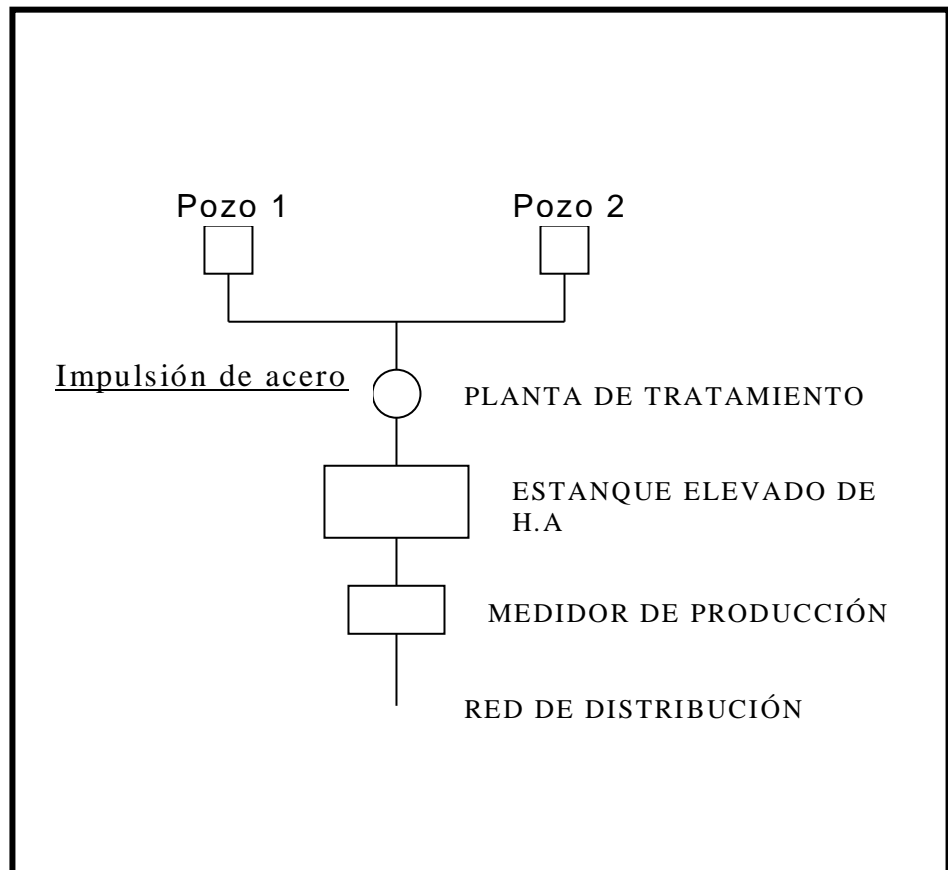 Pozo 1
Pozo 2
Impulsión de acero
PLANTA DE TRATAMIENTO
ESTANQUE ELEVADO DE
H.A
MEDIDOR DE PRODUCCIÓN
RED DE DISTRIBUCIÓN